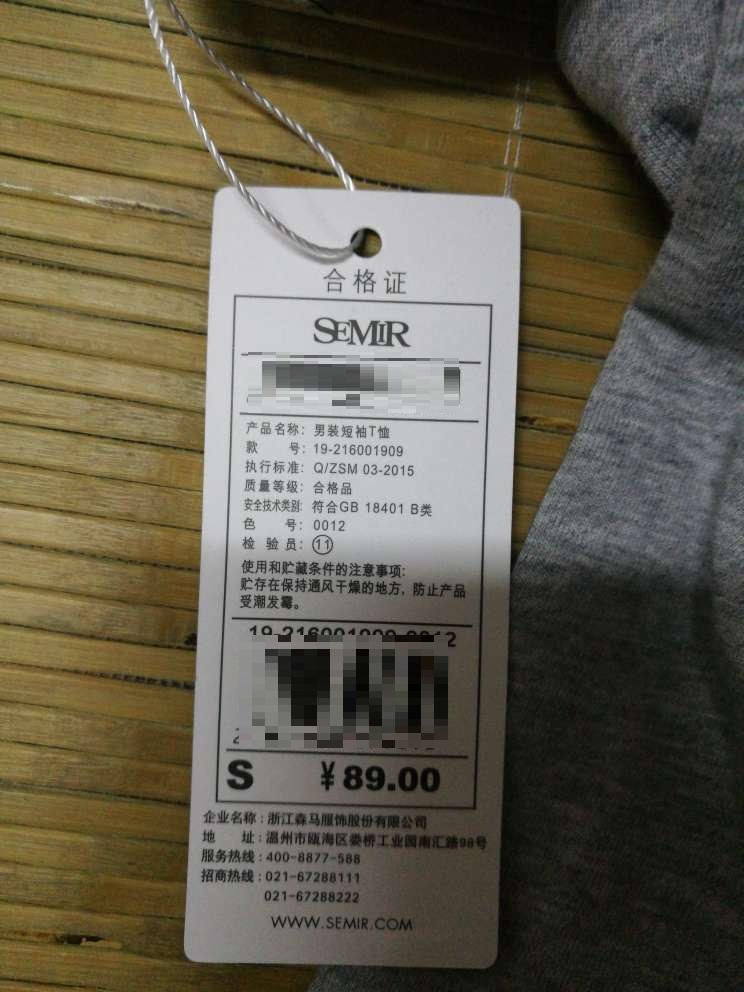 合格证
SEMIR
产品名称: 男装短袖T恤
款 号: 19-216001909
执行标准: Q/ZSM 03-2015
质量等级: 合格品
安全技术类别: 符合GB 18401 B类
色 号: 0012
检 验 员: ⑪
使用和贮藏条件的注意事项:
贮存在保持通风干燥的地方, 防止产品
受潮发霉。
19-216001909-0012
S ¥89.00
企业名称: 浙江森马服饰股份有限公司
地 址: 温州市瓯海区娄桥工业园南汇路98号
服务热线: 400-8877-588
招商热线: 021-67288111
021-67288222
WWW.SEMIR.COM